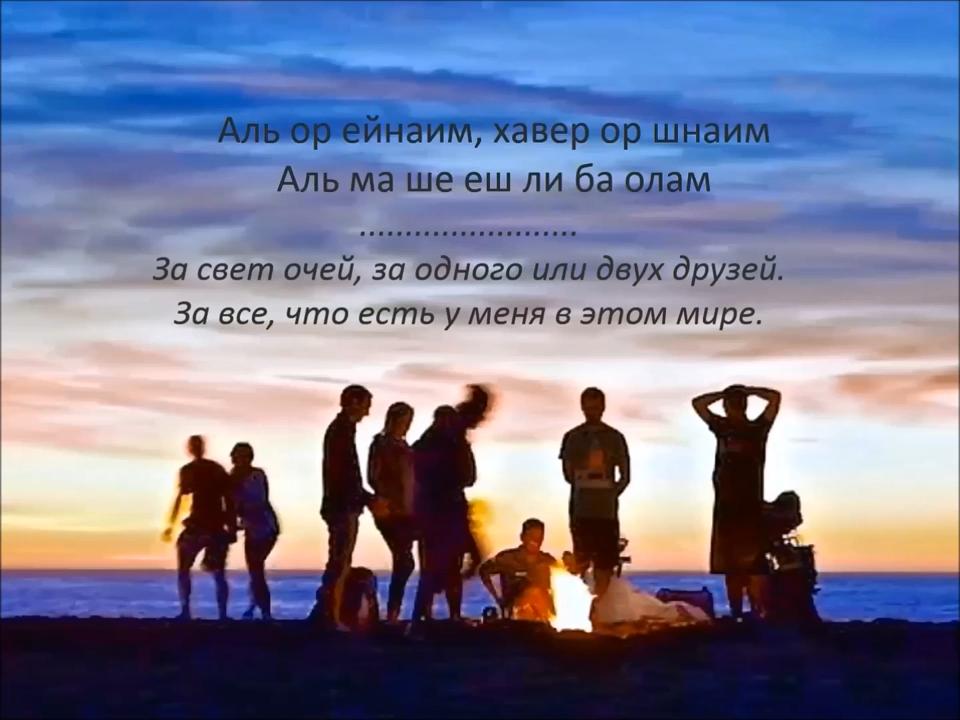 Аль ор ейнаим, хавер ор шнаим
Аль ма ше еш ли ба олам
........................
За свет очей, за одного или двух друзей.
За все, что есть у меня в этом мире.